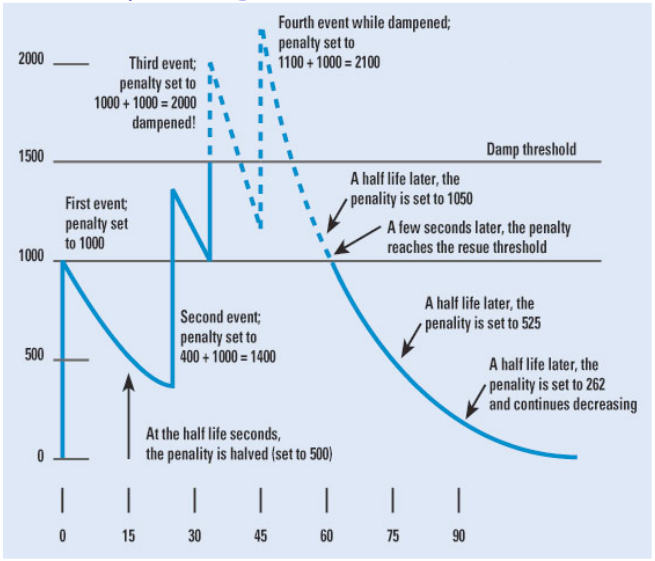 Fourth event while dampened;
penalty set to
1100 + 1000 = 2100
2000
Third event;
penalty set to
1000 + 1000 = 2000
dampened!
1500
Damp threshold
A half life later, the
penality is set to 1050
First event;
penalty set
to 1000
A few seconds later, the penalty
reaches the resue threshold
1000
Second event;
penalty set to
400 + 1000 = 1400
A half life later, the
penality is set to 525
500
A half life later, the
penality is set to 262
and continues decreasing
At the half life seconds,
the penality is halved (set to 500)
0
0 15 30 45 60 75 90